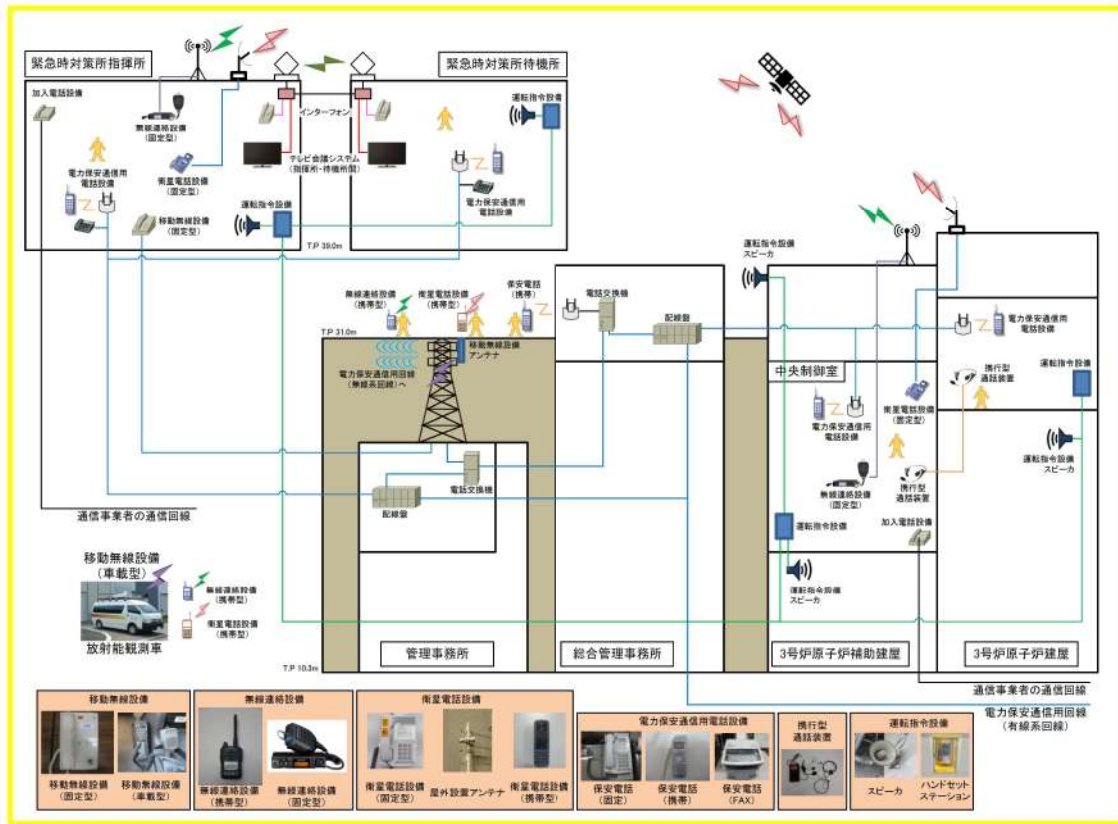 緊急時対策所指揮所
緊急時対策所待機所
加入電話設備
無線連絡設備
(固定型)
インターフォン
運転指令設備
電力保安通信用
電話設備
衛星電話設備
(固定型)
テレビ会議システム
(指揮所・待機所間)
移動無線設備
(固定型)
運転指令設備
電力保安通信用
電話設備
T.P 39.0m
T.P 31.0m
無線連絡設備
(携帯型)
衛星電話設備
(携帯型)
保安電話
(携帯)
移動無線設備
アンテナ
電力保安通信用回線
(無線系回線)へ
電話交換機
配線盤
運転指令設備
スピーカ
電力保安通信用
電話設備
中央制御室
携行型
通話装置
運転指令設備
衛星電話設備
(固定型)
電力保安通信用
電話設備
運転指令設備
スピーカ
無線連絡設備
(固定型)
携行型
通話装置
電話交換機
配線盤
運転指令設備
加入電話設備
運転指令設備
スピーカ
通信事業者の通信回線
移動無線設備
(車載型)
無線連絡設備
(携帯型)
衛星電話設備
(携帯型)
放射能観測車
T.P 10.3m
管理事務所
総合管理事務所
3号炉原子炉補助建屋
3号炉原子炉建屋
通信事業者の通信回線
電力保安通信用回線
(有線系回線)
移動無線設備
移動無線設備
(固定型)
移動無線設備
(車載型)
無線連絡設備
無線連絡設備
(携帯型)
無線連絡設備
(固定型)
衛星電話設備
衛星電話設備
(固定型)
屋外設置アンテナ
衛星電話設備
(携帯型)
電力保安通信用電話設備
保安電話
(固定)
保安電話
(携帯)
保安電話
(FAX)
携行型
通話装置
運転指令設備
スピーカ
ハンドセット
ステーション